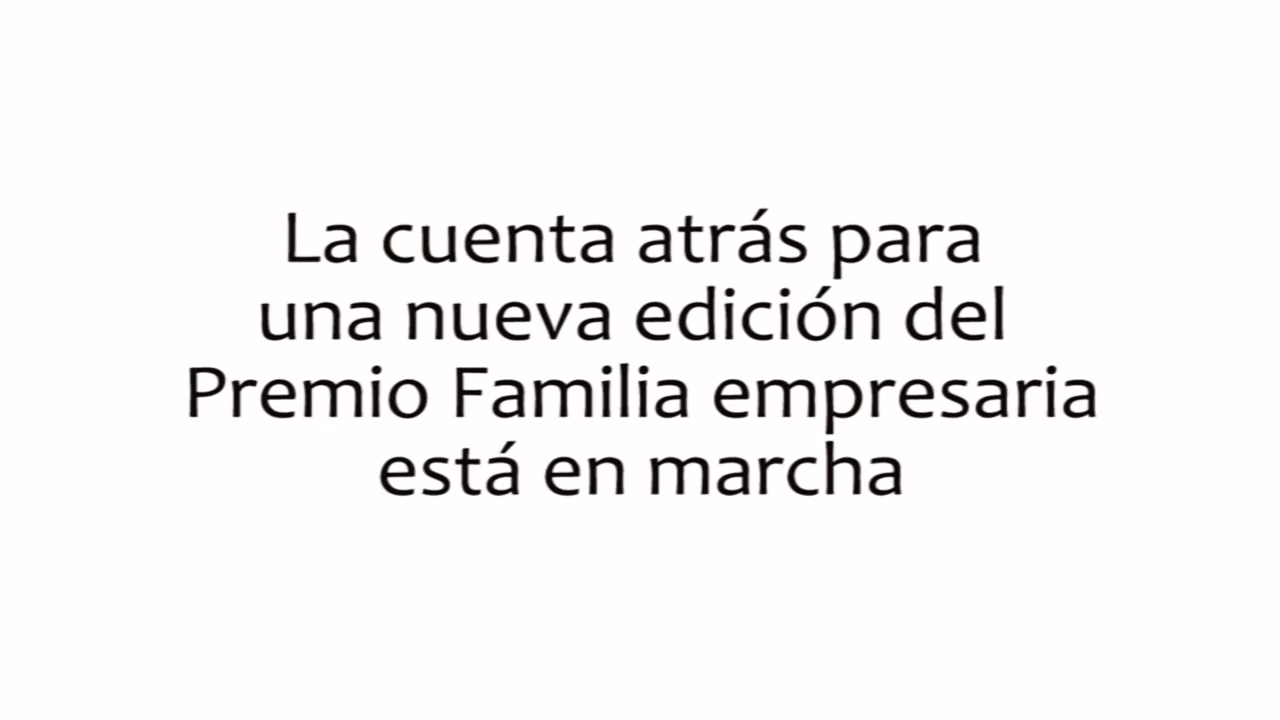 La cuenta atrás para
una nueva edición del
Premio Familia empresaria
está en marcha